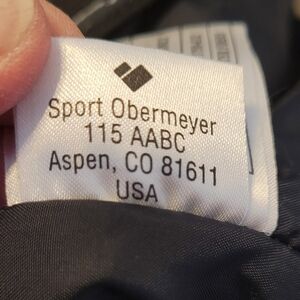 Sport Obermeyer
115 AABC
Aspen, CO 81611
USA